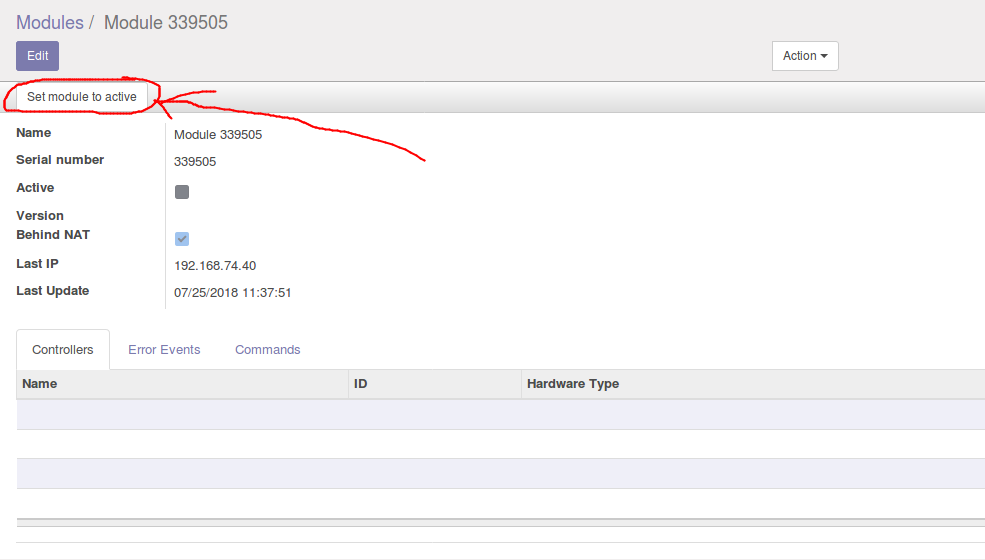 Modules / Module 339505
Edit
Action
Set module to active
Name Module 339505
Serial number 339505
Active
Version
Behind NAT
Last IP 192.168.74.40
Last Update 07/25/2018 11:37:51
Controllers Error Events Commands
Name ID Hardware Type